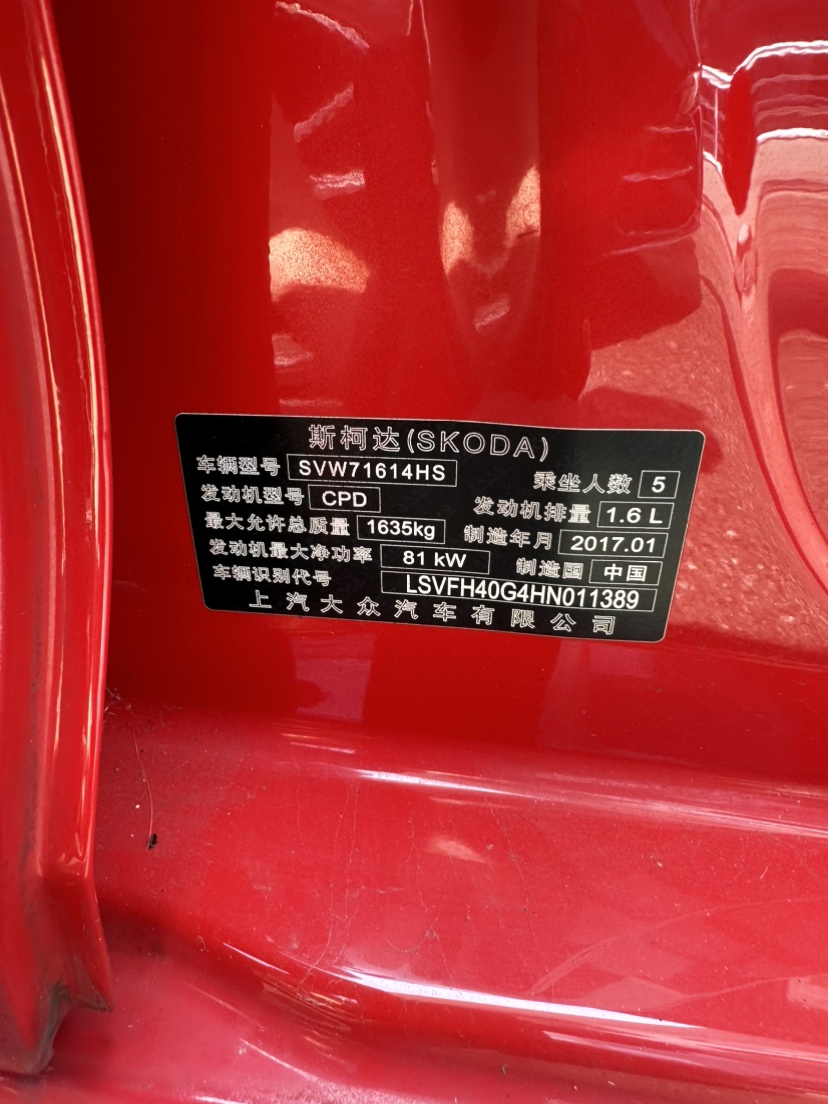 斯柯达(SKODA)
车辆型号 SVW71614HS 乘坐人数 5
发动机型号 CPD 发动机排量 1.6 L
最大允许总质量 1635kg 制造年月 2017.01
发动机最大净功率 81 kW 制造国 中国
车辆识别代号 LSVFH40G4HN011389
上汽大众汽车有限公司